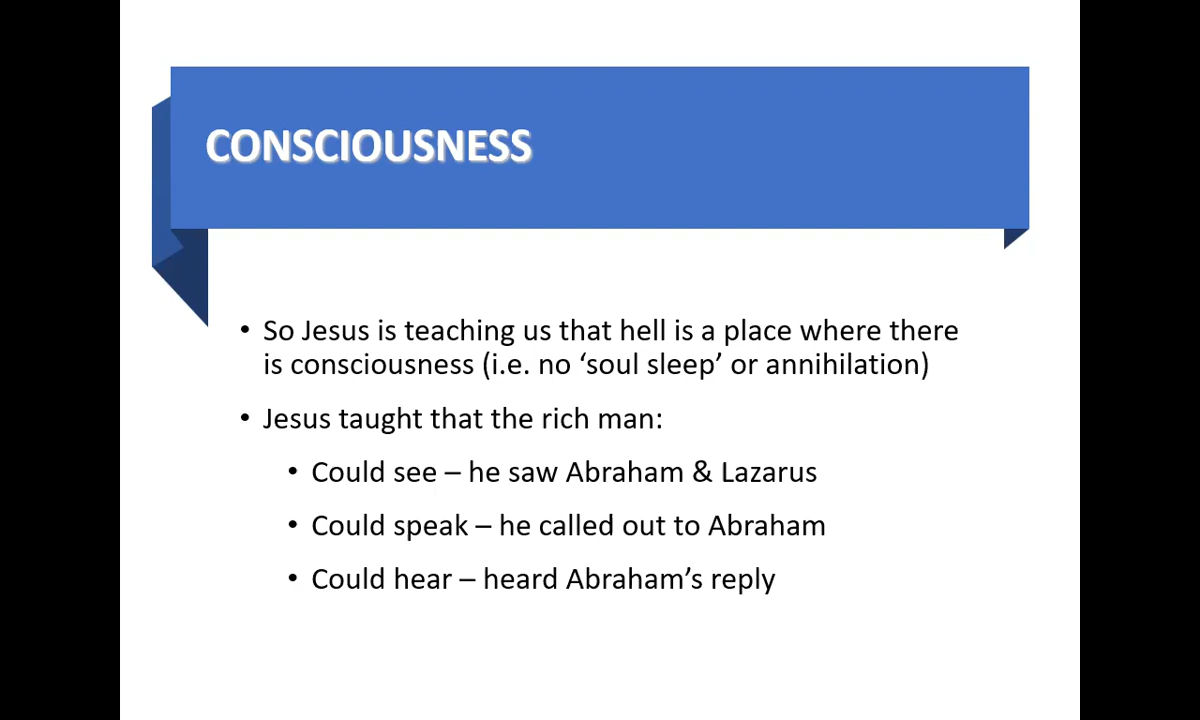 CONSCIOUSNESS
• So Jesus is teaching us that hell is a place where there
is consciousness (i.e. no ‘soul sleep’ or annihilation)
• Jesus taught that the rich man:
• Could see – he saw Abraham & Lazarus
• Could speak – he called out to Abraham
• Could hear – heard Abraham’s reply